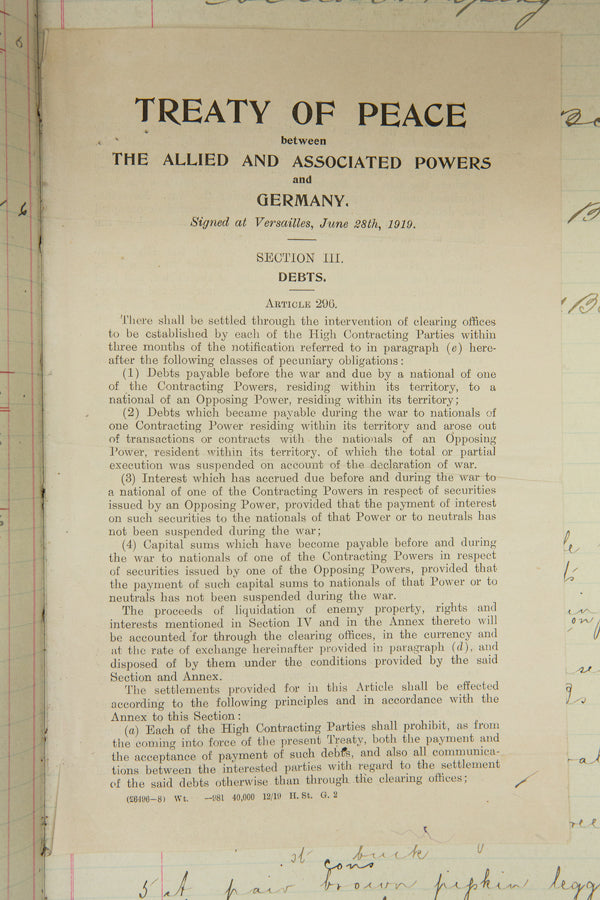 TREATY OF PEACE
between
THE ALLIED AND ASSOCIATED POWERS
and
GERMANY.
Signed at Versailles, June 28th, 1919.
SECTION III.
DEBTS.
ARTICLE 296.
There shall be settled through the intervention of clearing offices
to be established by each of the High Contracting Parties within
three months of the notification referred to in paragraph (e) here-
after the following classes of pecuniary obligations:
(1) Debts payable before the war and due by a national of one
of the Contracting Powers, residing within its territory, to a
national of an Opposing Power, residing within its territory;
(2) Debts which became payable during the war to nationals of
one Contracting Power residing within its territory and arose out
of transactions or contracts with the nationals of an Opposing
Power, resident within its territory, of which the total or partial
execution was suspended on account of the declaration of war.
(3) Interest which has accrued due before and during the war to
a national of one of the Contracting Powers in respect of securities
issued by an Opposing Power, provided that the payment of interest
on such securities to the nationals of that Power or to neutrals has
not been suspended during the war;
(4) Capital sums which have become payable before and during
the war to nationals of one of the Contracting Powers in respect
of securities issued by one of the Opposing Powers, provided that
the payment of such capital sums to nationals of that Power or to
neutrals has not been suspended during the war.
The proceeds of liquidation of enemy property, rights and
interests mentioned in Section IV and in the Annex thereto will
be accounted for through the clearing offices, in the currency and
at the rate of exchange hereinafter provided in paragraph (d), and
disposed of by them under the conditions provided by the said
Section and Annex.
The settlements provided for in this Article shall be effected
according to the following principles and in accordance with the
Annex to this Section:
(a) Each of the High Contracting Parties shall prohibit, as from
the coming into force of the present Treaty, both the payment and
the acceptance of payment of such debts, and also all communica-
tions between the interested parties with regard to the settlement
of the said debts otherwise than through the clearing offices;
(26496—8) Wt. —981 40,000 12/19 H. St. G. 2
st buck
cons
5 st pair brown pipkin legg